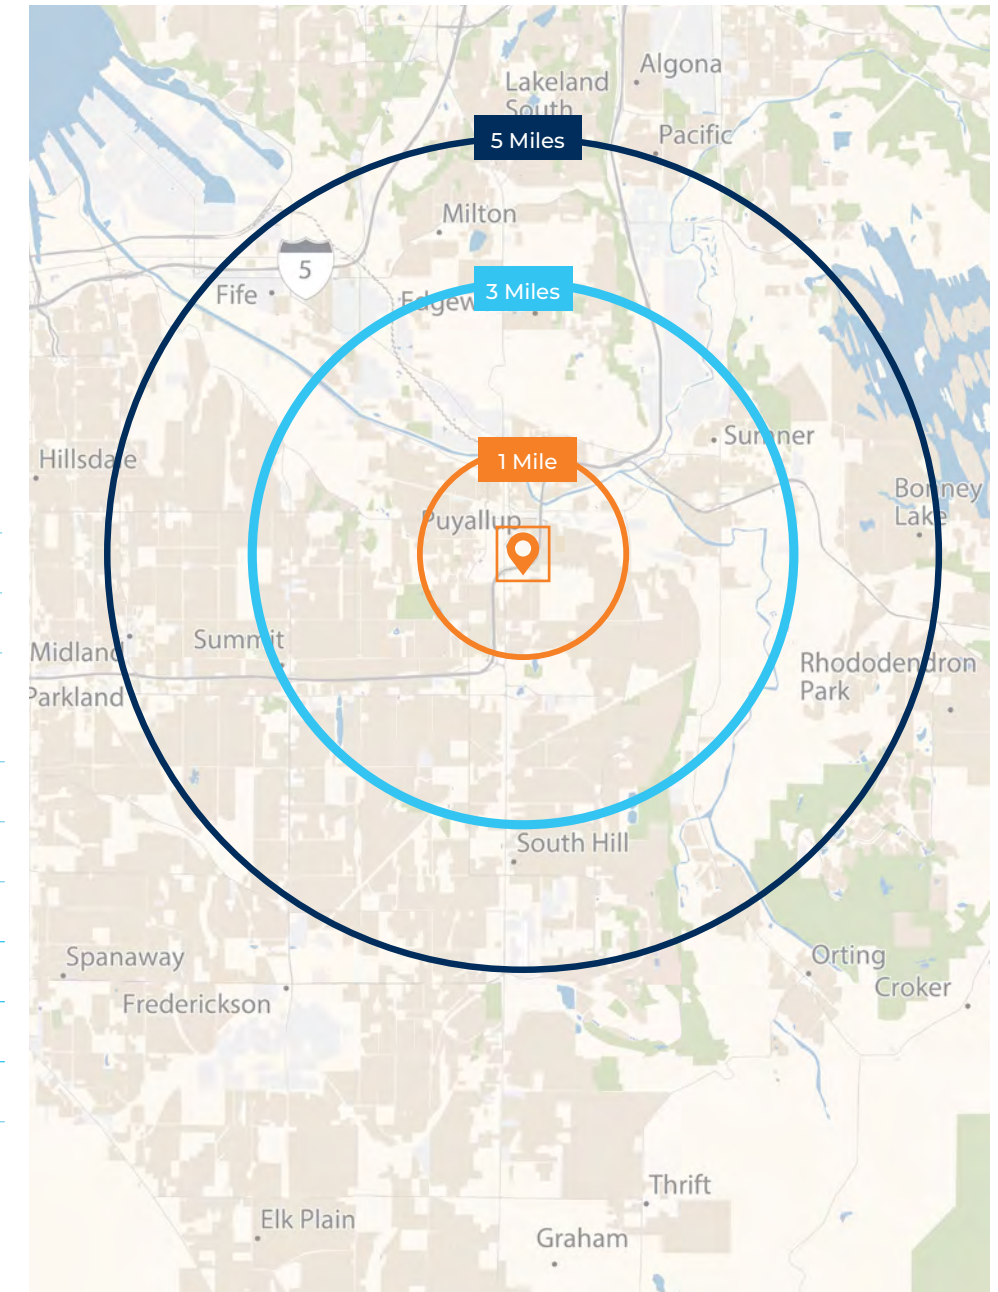 Algona
Lakeland
South
Pacific
5 Miles
Milton
5
Fife
3 Miles
Sumner
1 Mile
Hillsdale
Bonney
Lake
Puyallup
Summit
Midland
Rhododendron
Park
Parkland
South Hill
Spanaway
Orting
Croker
Frederickson
Thrift
Elk Plain
Graham